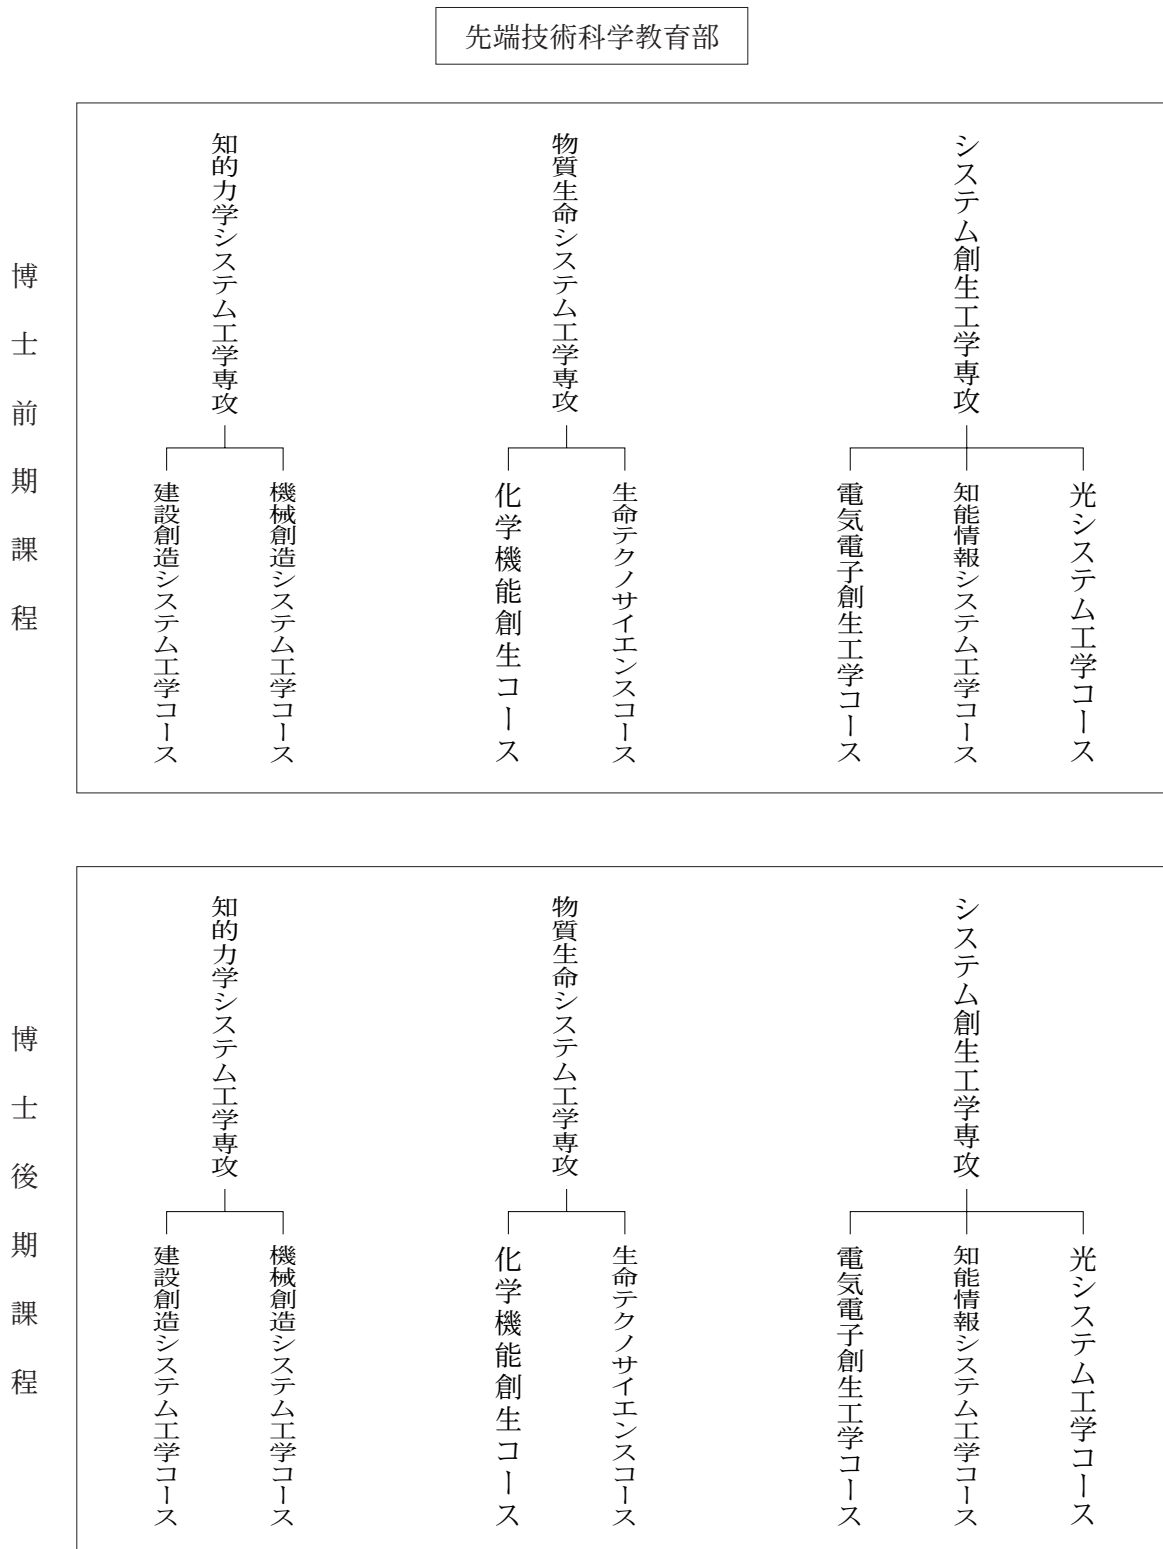 先端技術科学教育部
博士前期課程
知的力学システム工学専攻
建設創造システム工学コース
機械創造システム工学コース
物質生命システム工学専攻
化学機能創生コース
生命テクノサイエンスコース
システム創生工学専攻
電気電子創生工学コース
知能情報システム工学コース
光システム工学コース
博士後期課程
知的力学システム工学専攻
建設創造システム工学コース
機械創造システム工学コース
物質生命システム工学専攻
化学機能創生コース
生命テクノサイエンスコース
システム創生工学専攻
電気電子創生工学コース
知能情報システム工学コース
光システム工学コース